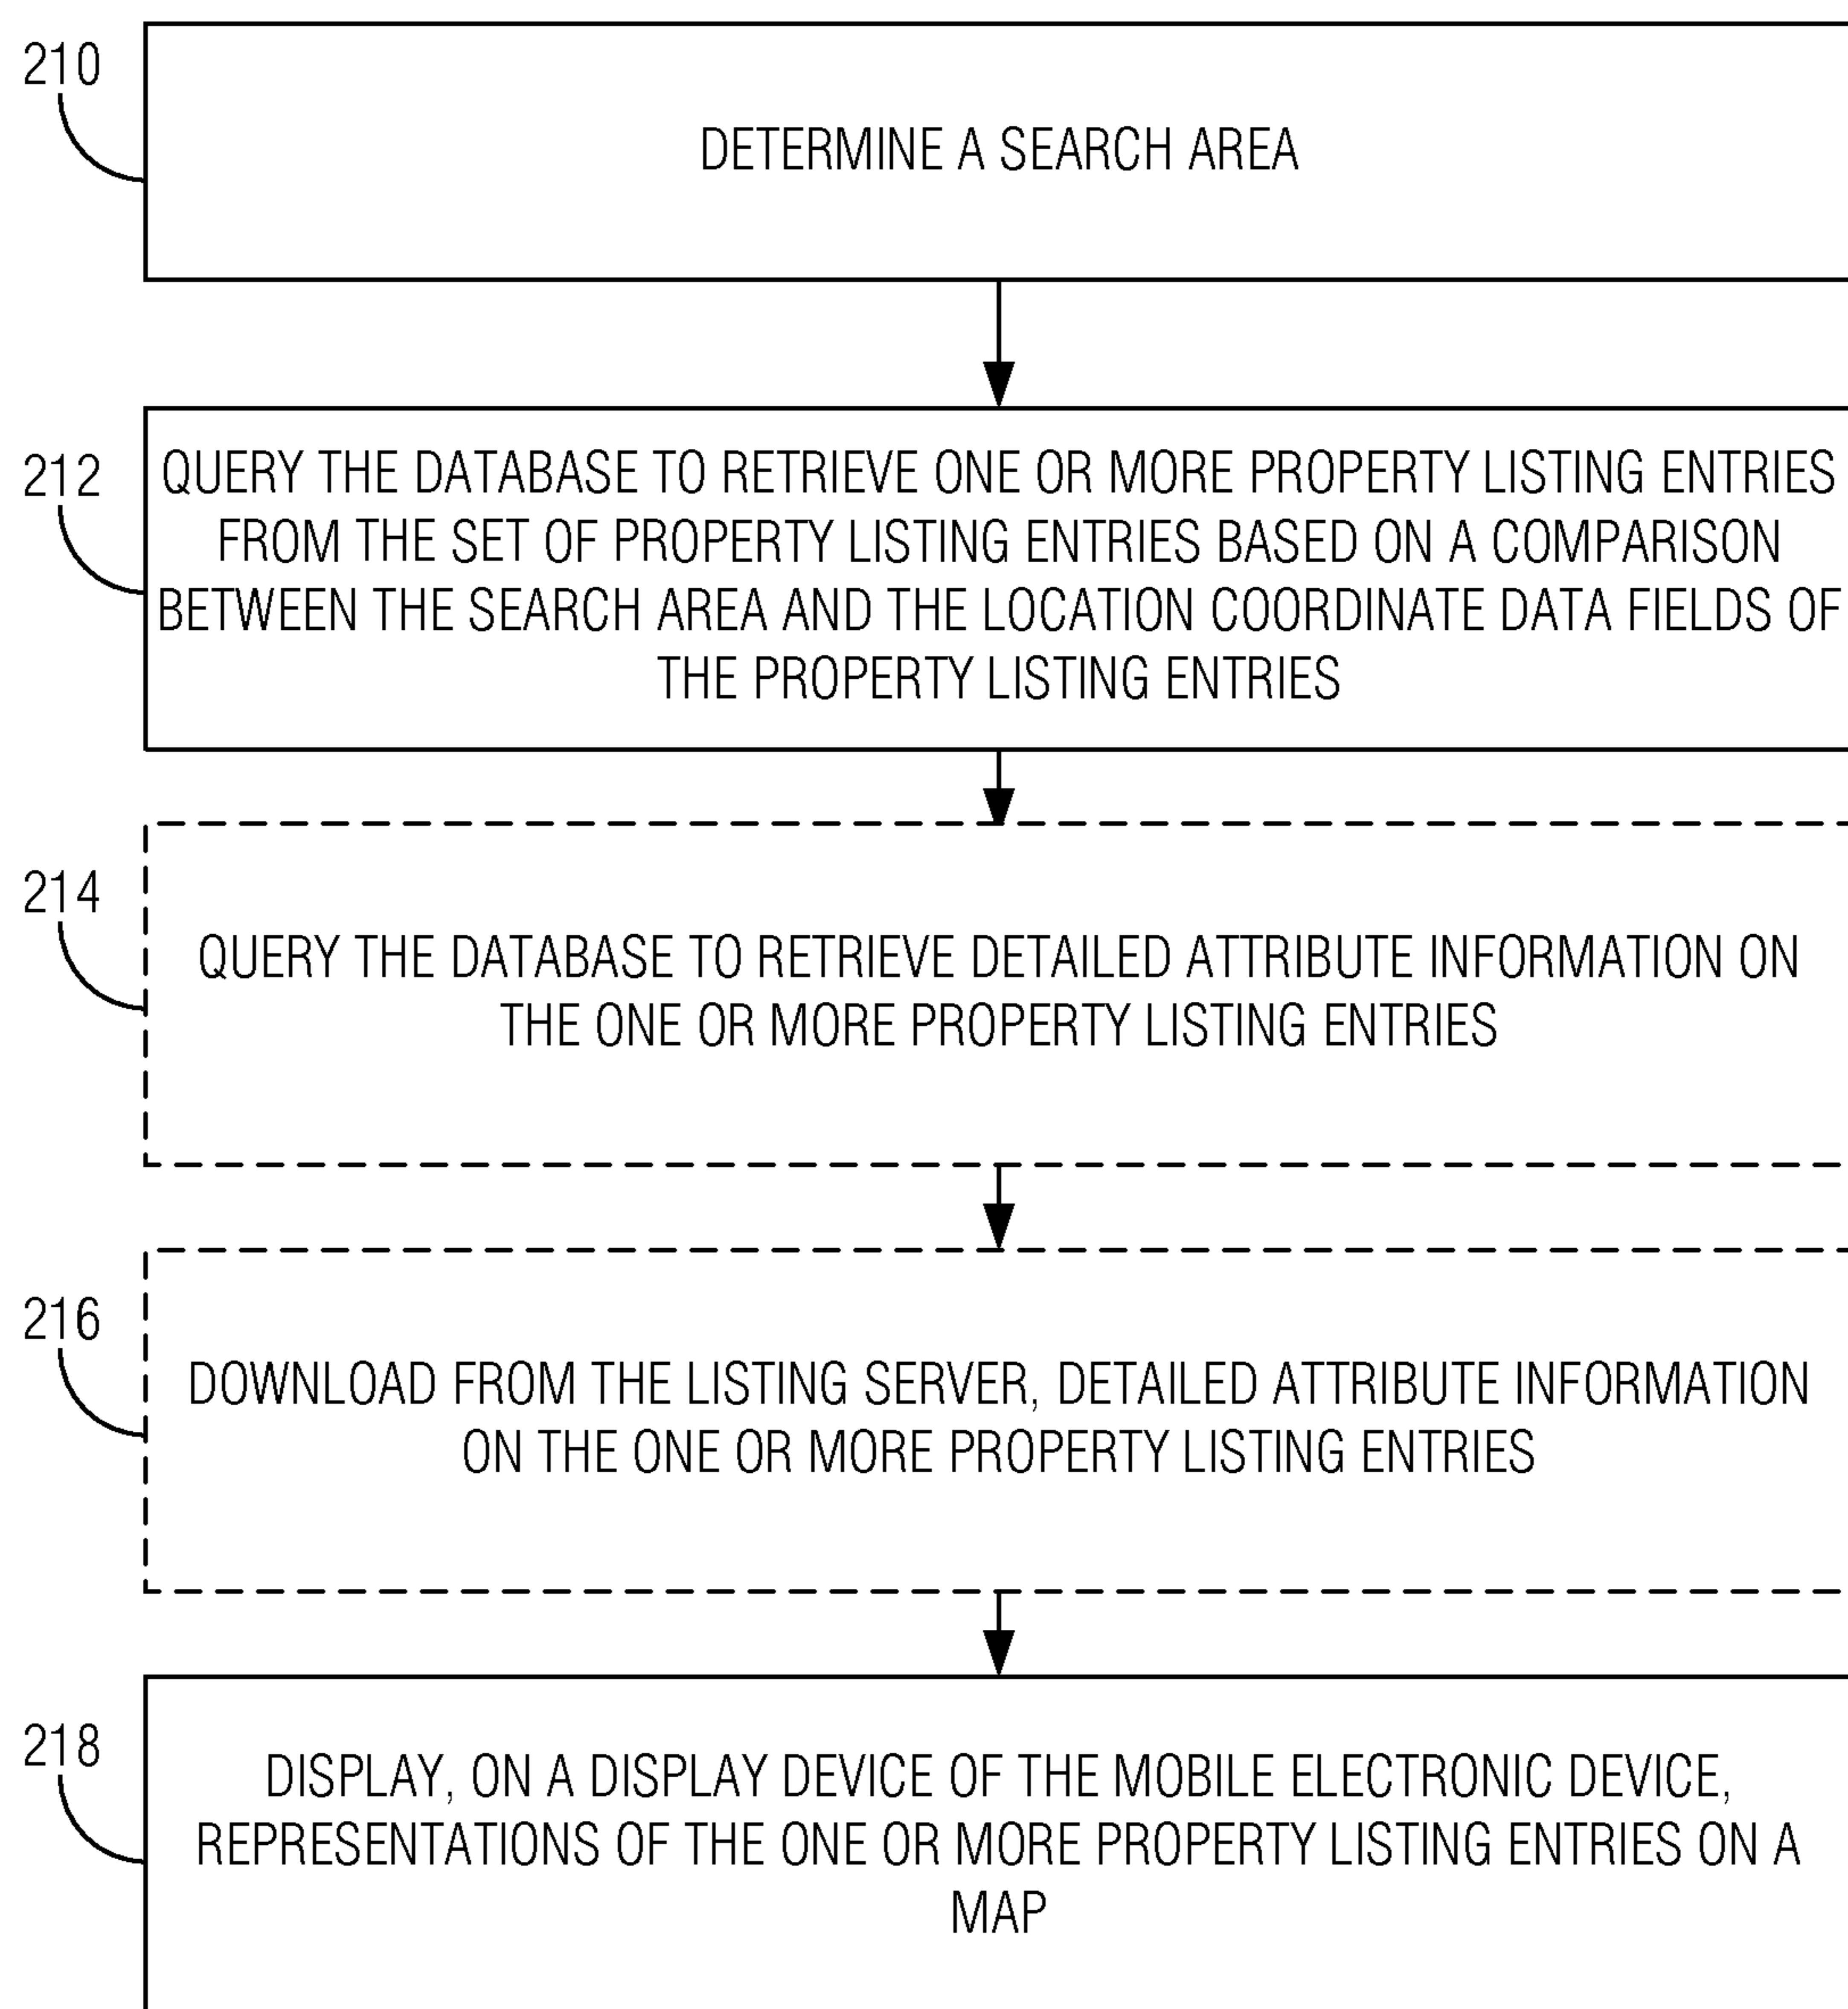 210
DETERMINE A SEARCH AREA
212
QUERY THE DATABASE TO RETRIEVE ONE OR MORE PROPERTY LISTING ENTRIES
FROM THE SET OF PROPERTY LISTING ENTRIES BASED ON A COMPARISON
BETWEEN THE SEARCH AREA AND THE LOCATION COORDINATE DATA FIELDS OF
THE PROPERTY LISTING ENTRIES
214
QUERY THE DATABASE TO RETRIEVE DETAILED ATTRIBUTE INFORMATION ON
THE ONE OR MORE PROPERTY LISTING ENTRIES
216
DOWNLOAD FROM THE LISTING SERVER, DETAILED ATTRIBUTE INFORMATION
ON THE ONE OR MORE PROPERTY LISTING ENTRIES
218
DISPLAY, ON A DISPLAY DEVICE OF THE MOBILE ELECTRONIC DEVICE,
REPRESENTATIONS OF THE ONE OR MORE PROPERTY LISTING ENTRIES ON A
MAP